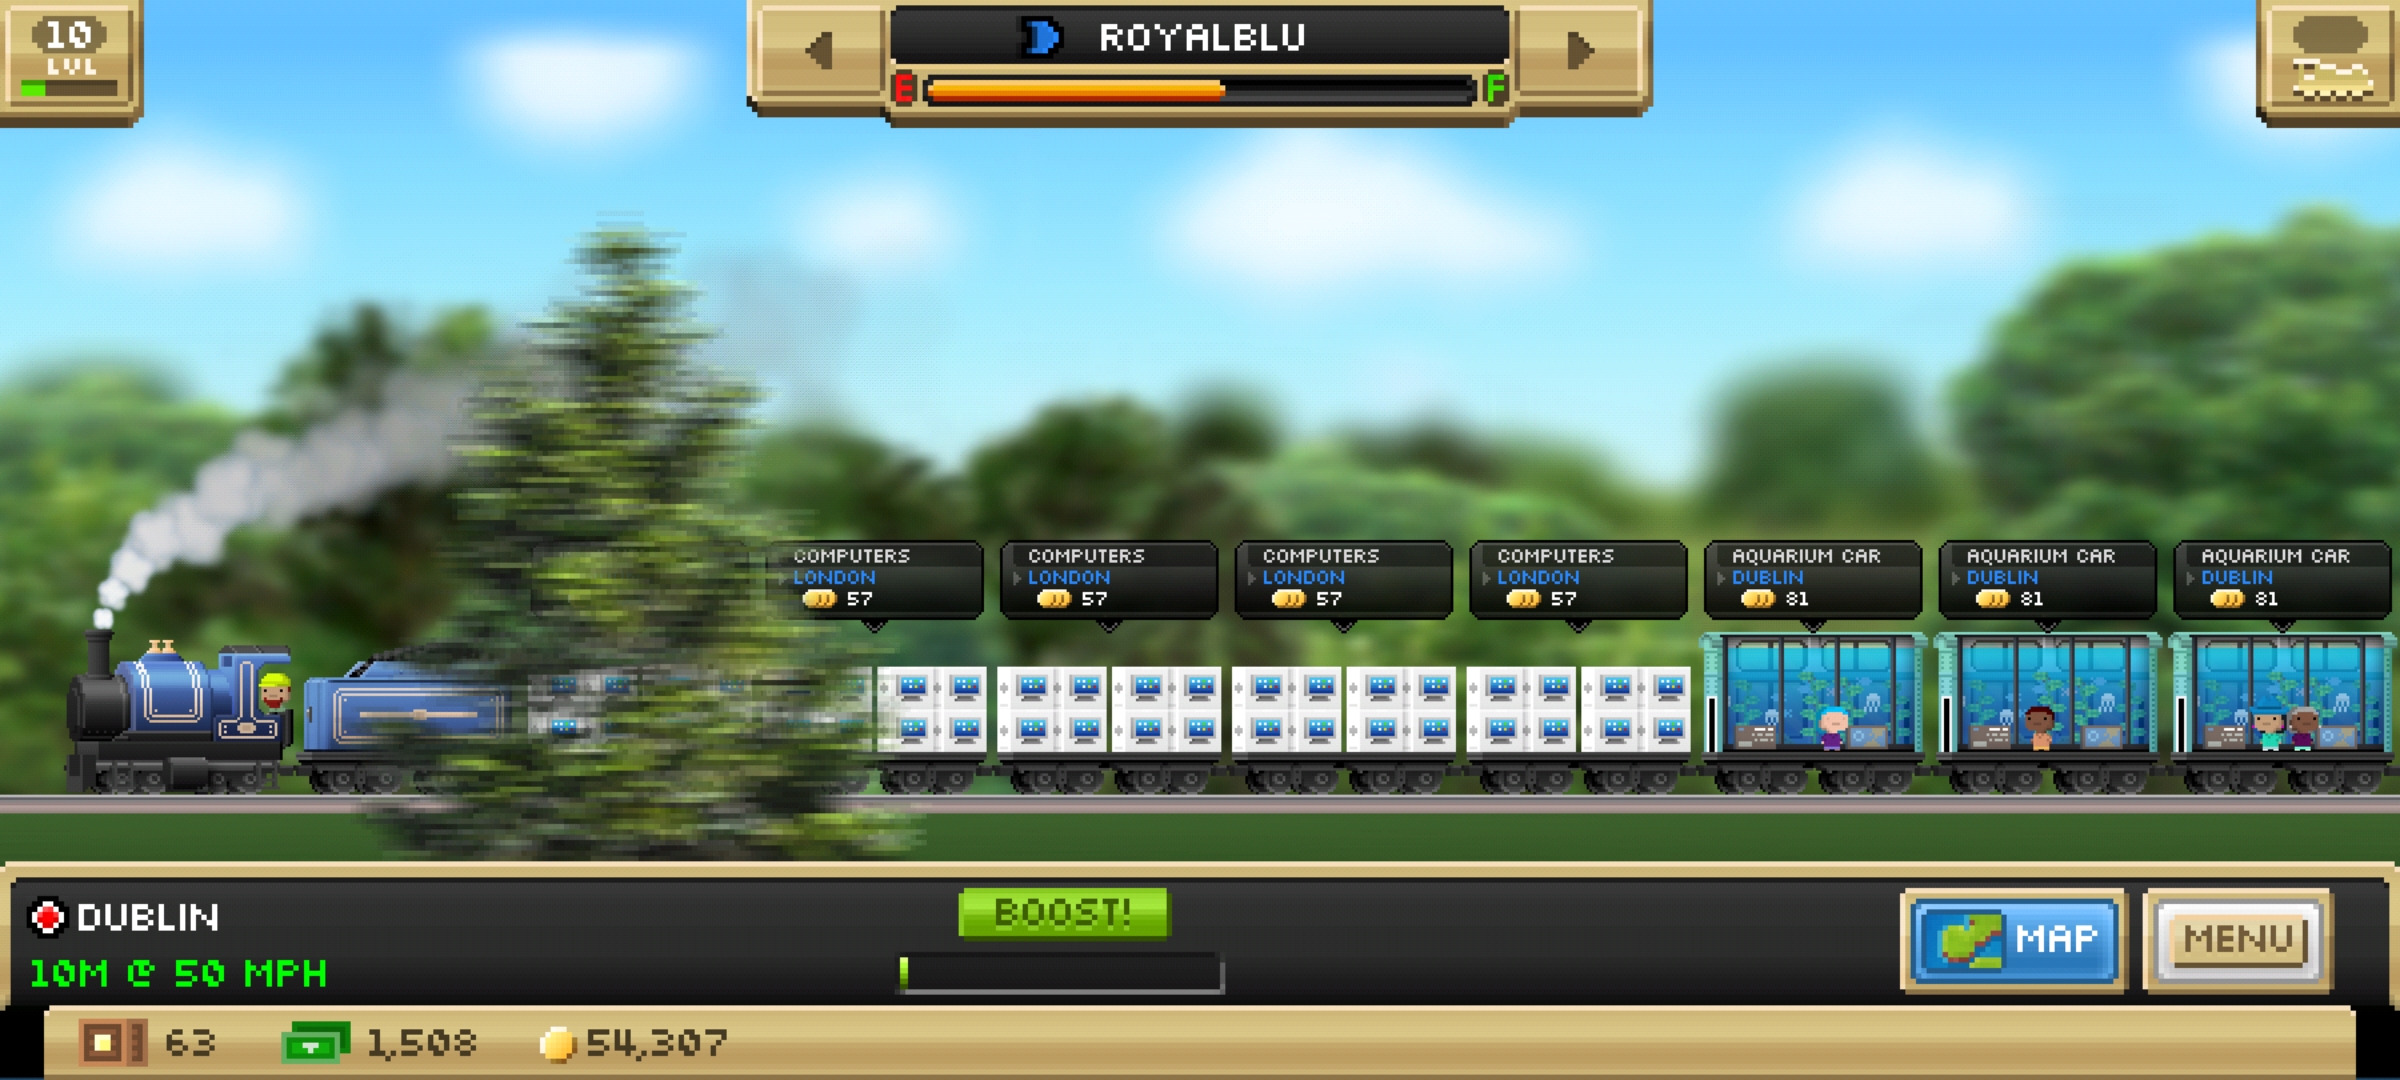 10
LVL
ROYALBLU
E
F
COMPUTERS
LONDON
57
COMPUTERS
LONDON
57
COMPUTERS
LONDON
57
COMPUTERS
LONDON
57
AQUARIUM CAR
DUBLIN
81
AQUARIUM CAR
DUBLIN
81
AQUARIUM CAR
DUBLIN
81
DUBLIN
10M @ 50 MPH
BOOST!
MAP
MENU
63
1,508
54,307